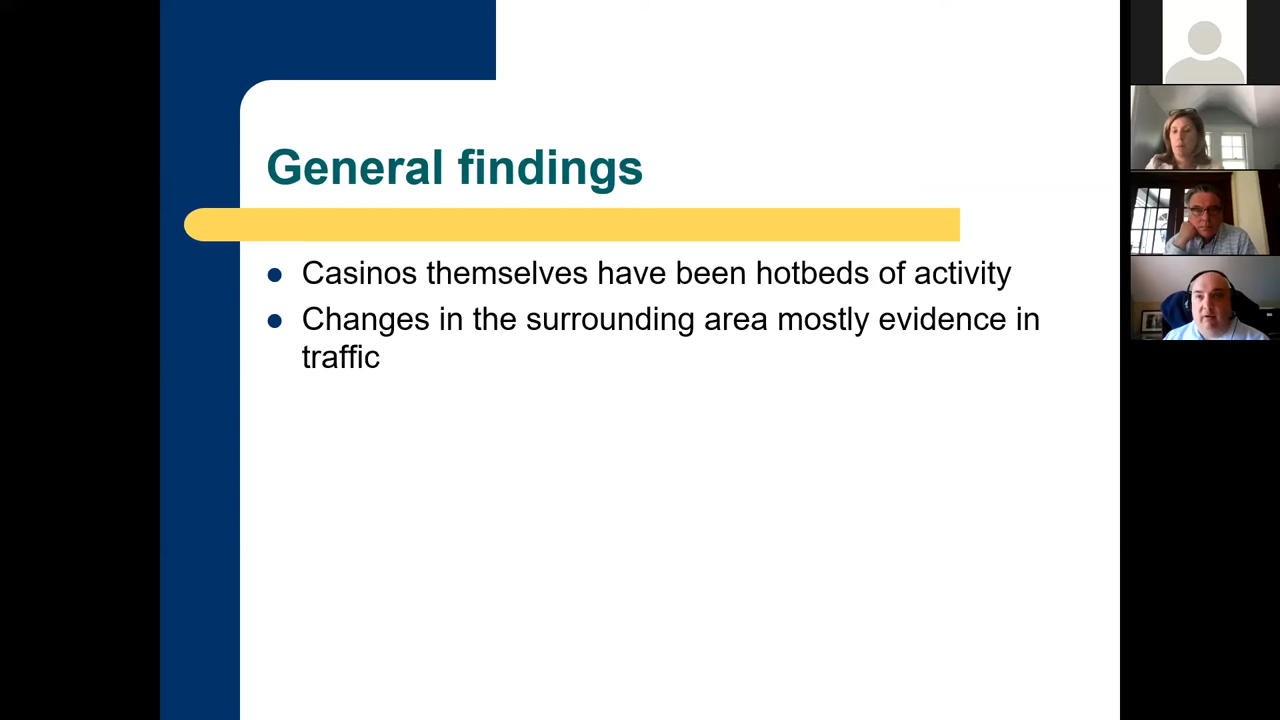 General findings
Casinos themselves have been hotbeds of activity
Changes in the surrounding area mostly evidence in
traffic